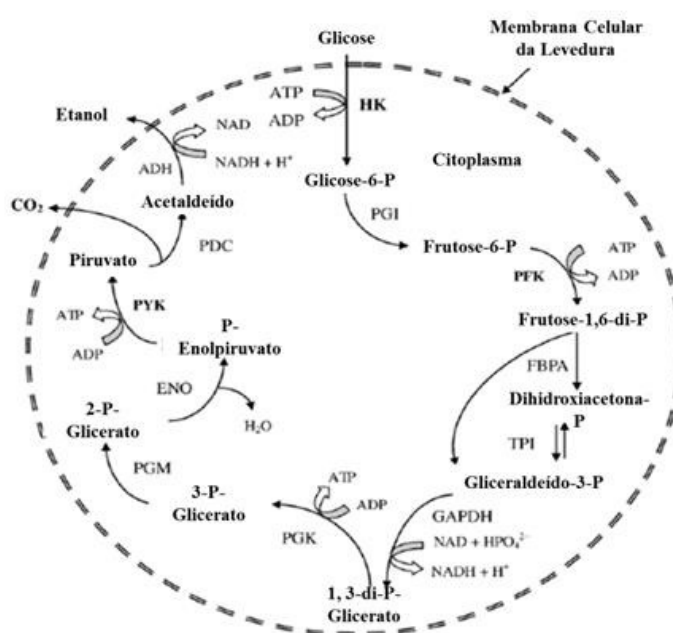 Membrana Celular
da Levedura
Glicose
ATP
ADP
HK
Etanol
NAD
NADH + H⁺
ADH
Citoplasma
Glicose-6-P
Acetaldeído
CO₂
PGI
PDC
Frutose-6-P
ATP
ADP
PFK
Piruvato
ATP
ADP
PYK
Frutose-1,6-di-P
P-
Enolpiruvato
FBPA
Dihidroxiacetona-
P
ENO
H₂O
2-P-
Glicerato
TPI
Gliceraldeído-3-P
PGM
3-P-
Glicerato
ATP
ADP
PGK
GAPDH
NAD + HPO₄²⁻
NADH + H⁺
1, 3-di-P-
Glicerato